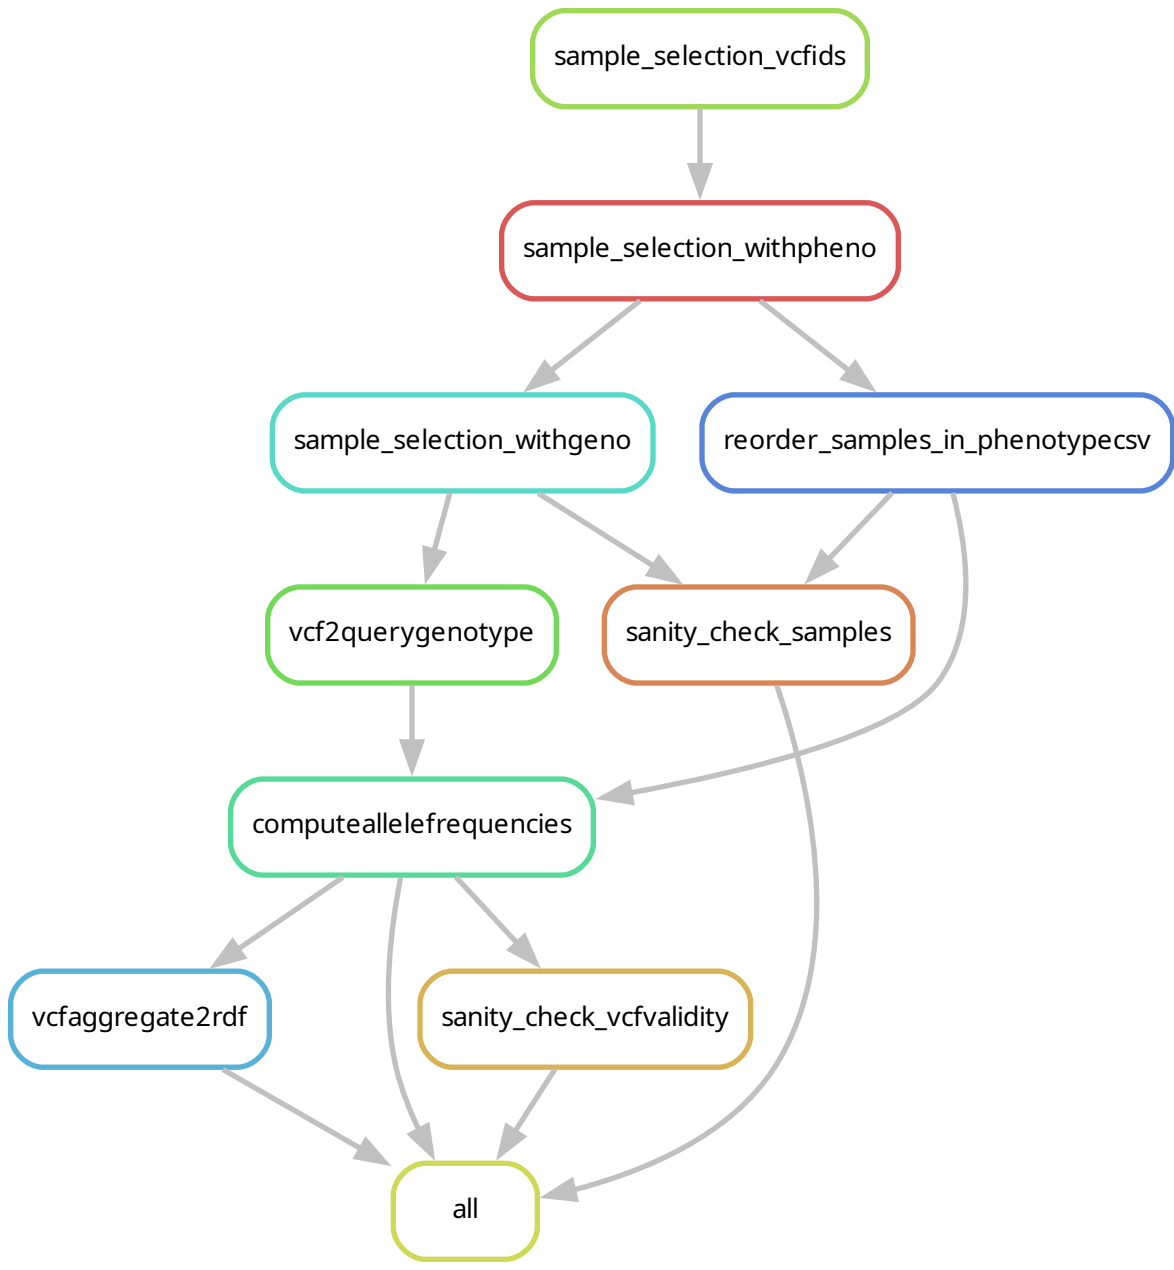 sample_selection_vcfids
sample_selection_withpheno
sample_selection_withgeno
reorder_samples_in_phenotypecsv
vcf2querygenotype
sanity_check_samples
computeallelefrequencies
vcfaggregate2rdf
sanity_check_vcfvalidity
all